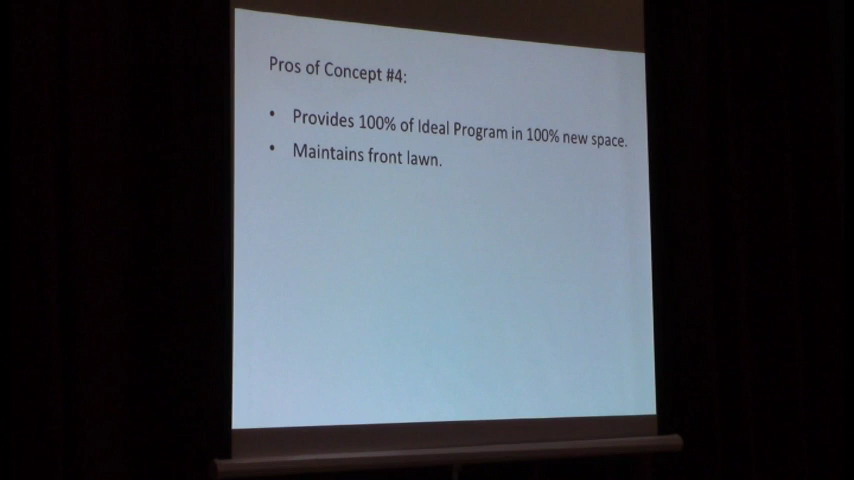 Pros of Concept #4:
• Provides 100% of Ideal Program in 100% new space.
• Maintains front lawn.